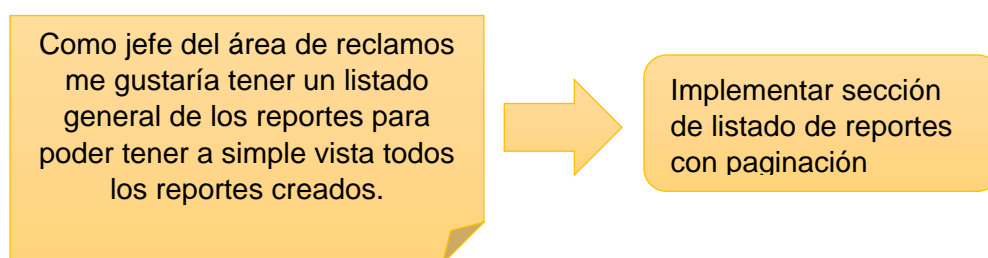 Como jefe del área de reclamos
me gustaría tener un listado
general de los reportes para
poder tener a simple vista todos
los reportes creados.
Implementar sección
de listado de reportes
con paginación